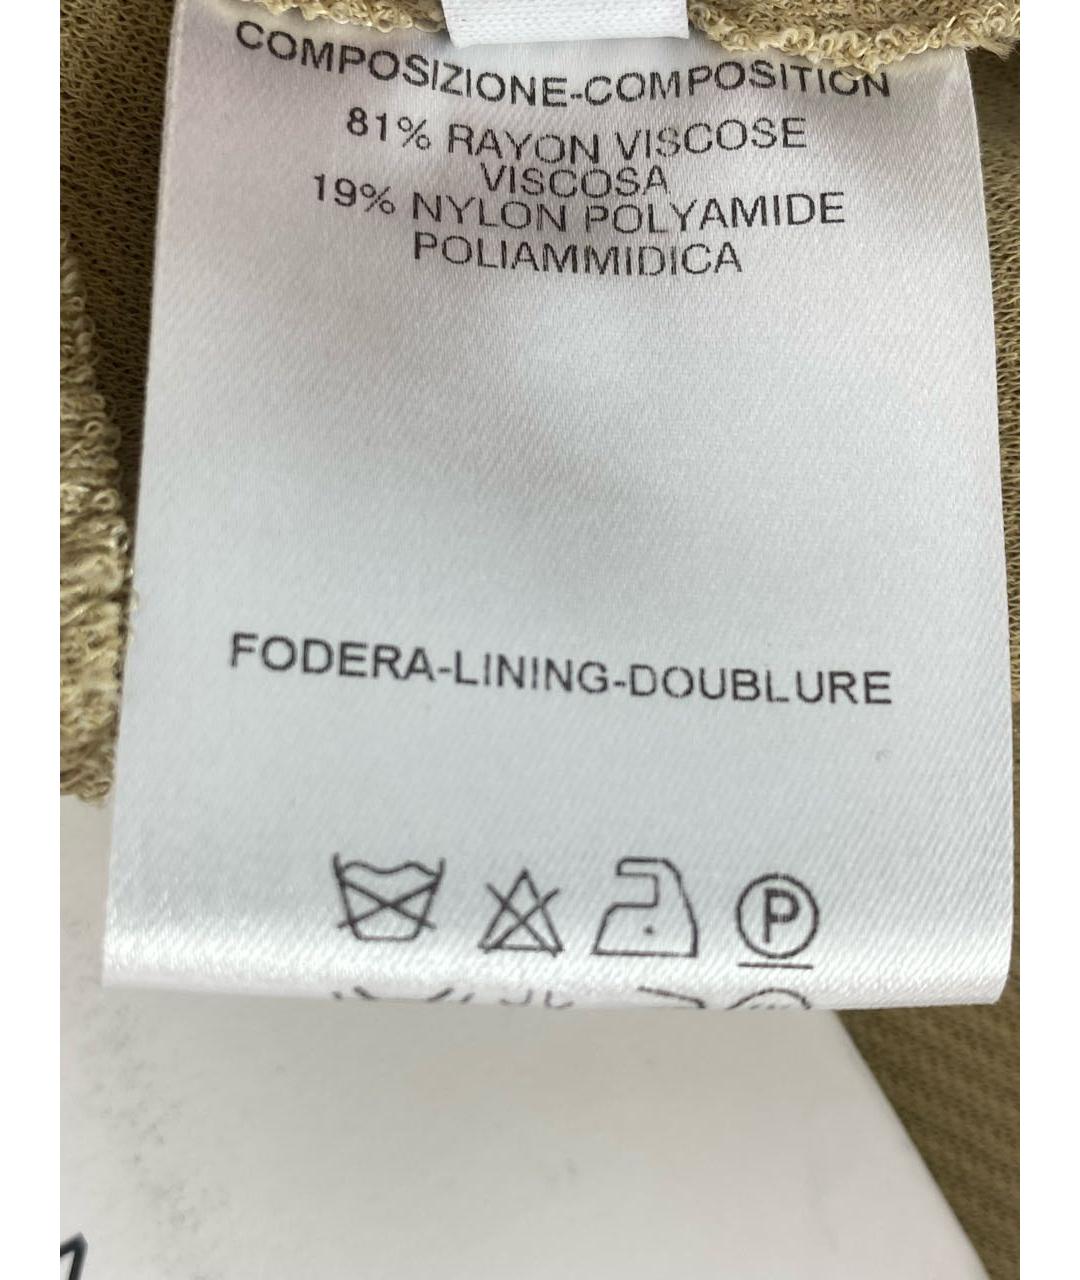 COMPOSIZIONE-COMPOSITION
81% RAYON VISCOSE
VISCOSA
19% NYLON POLYAMIDE
POLIAMMIDICA
FODERA-LINING-DOUBLURE
P